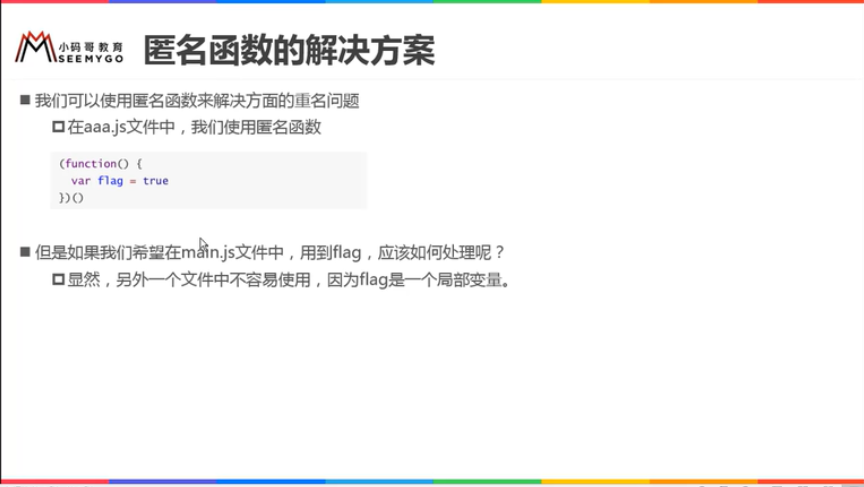 小码哥教育
SEEMYGO
匿名函数的解决方案
我们可以使用匿名函数来解决方面的重名问题
在aaa.js文件中，我们使用匿名函数
(function() {
var flag = true
})()
但是如果我们希望在main.js文件中，用到flag，应该如何处理呢？
显然，另外一个文件中不容易使用，因为flag是一个局部变量。